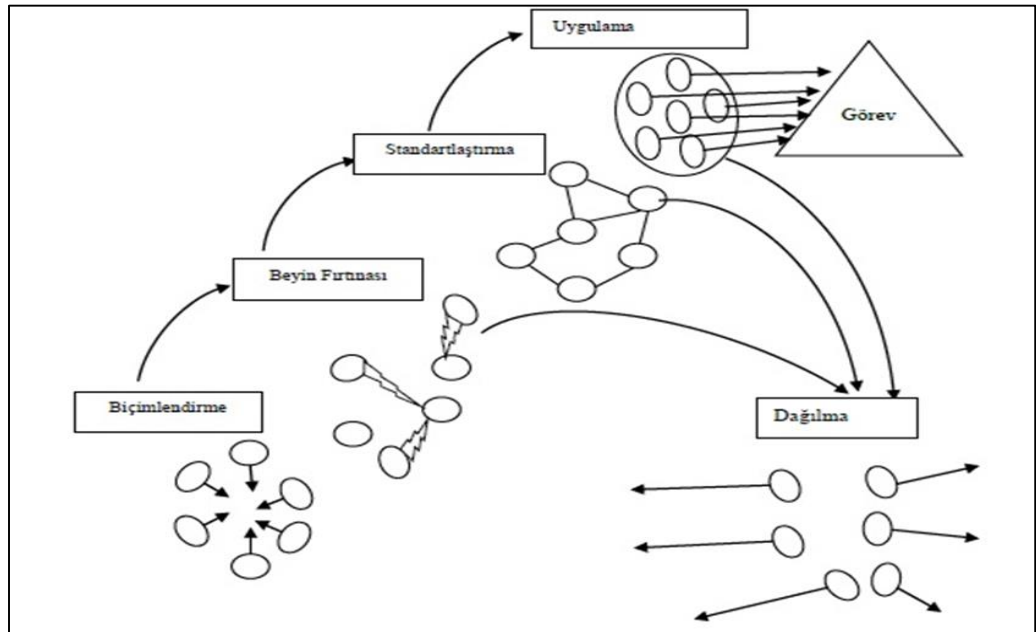 Uygulama
Görev
Standartlaştırma
Beyin Fırtınası
Biçimlendirme
Dağılma